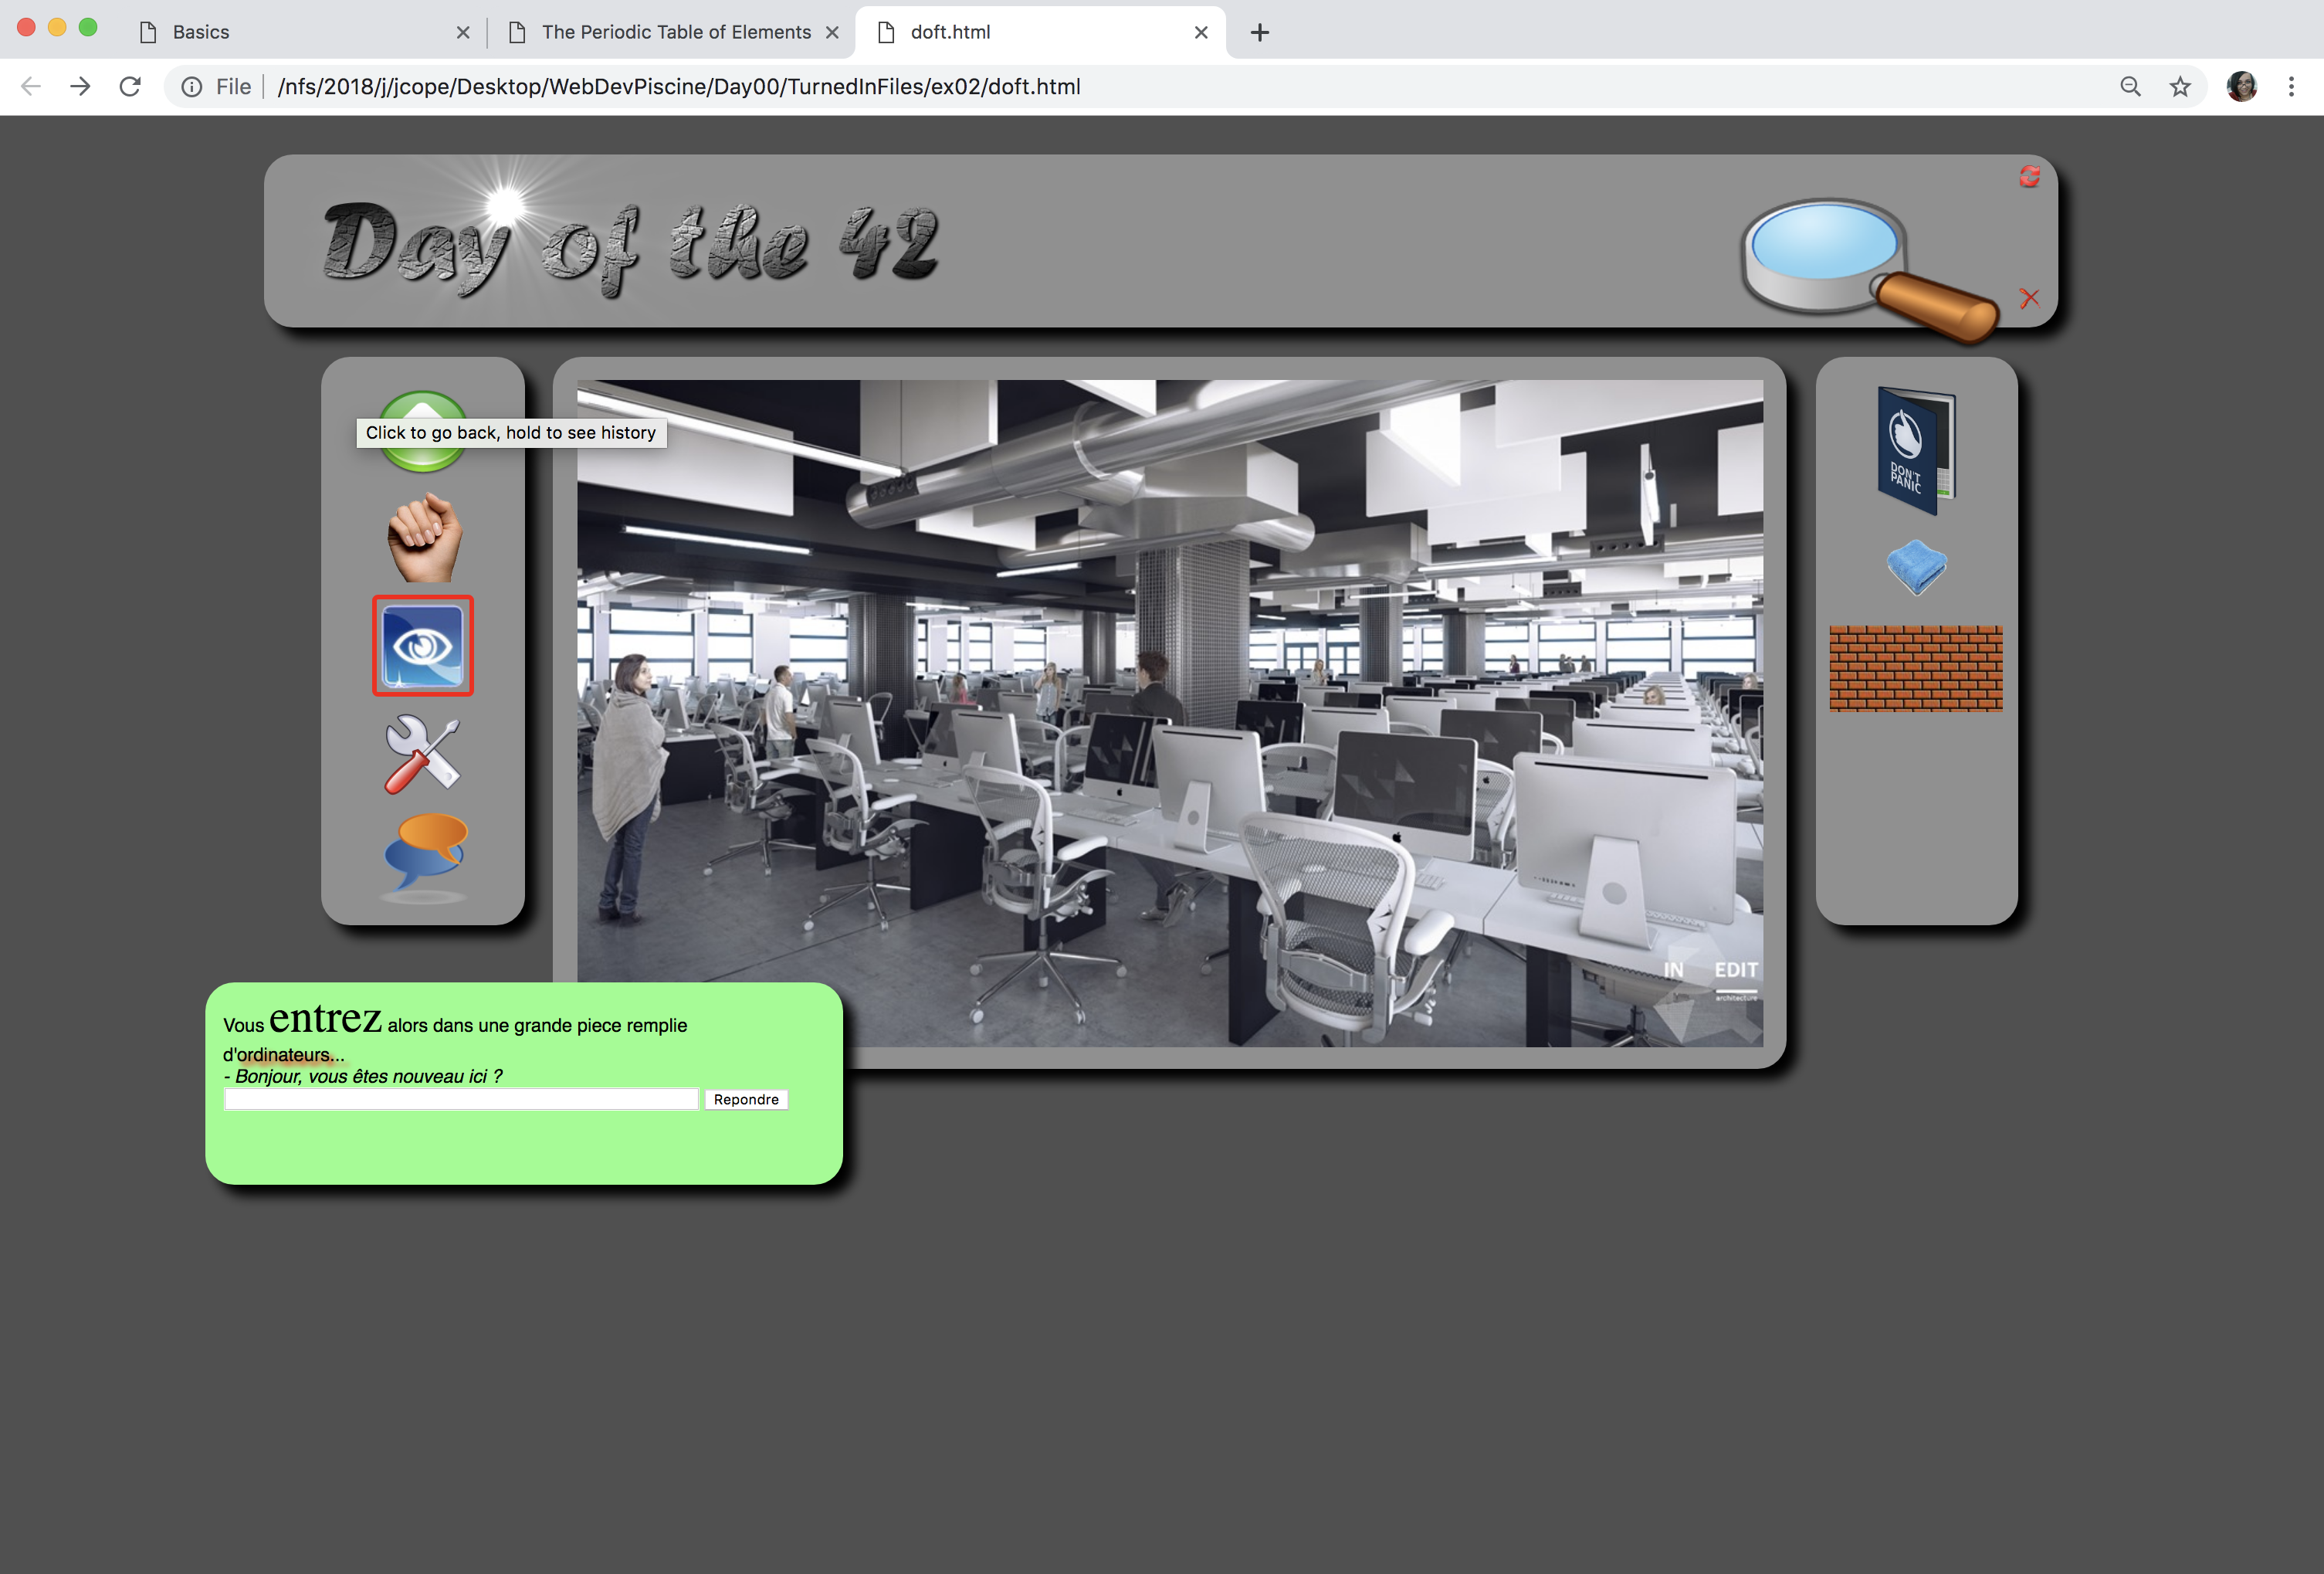 Basics
The Periodic Table of Elements
doft.html
File
/nfs/2018/j/jcope/Desktop/WebDevPiscine/Day00/TurnedInFiles/ex02/doft.html
Day of the 42
Click to go back, hold to see history
DON'T
PANIC
IN EDIT
architecture
Vous entrez alors dans une grande piece remplie
d'ordinateurs...
- Bonjour, vous êtes nouveau ici ?
Repondre